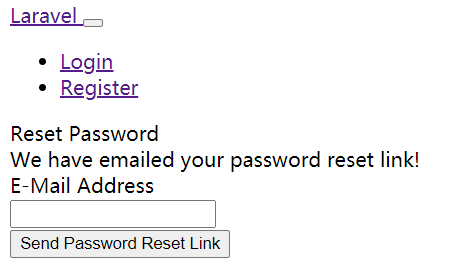 Laravel
Login
Register
Reset Password
We have emailed your password reset link!
E-Mail Address
Send Password Reset Link